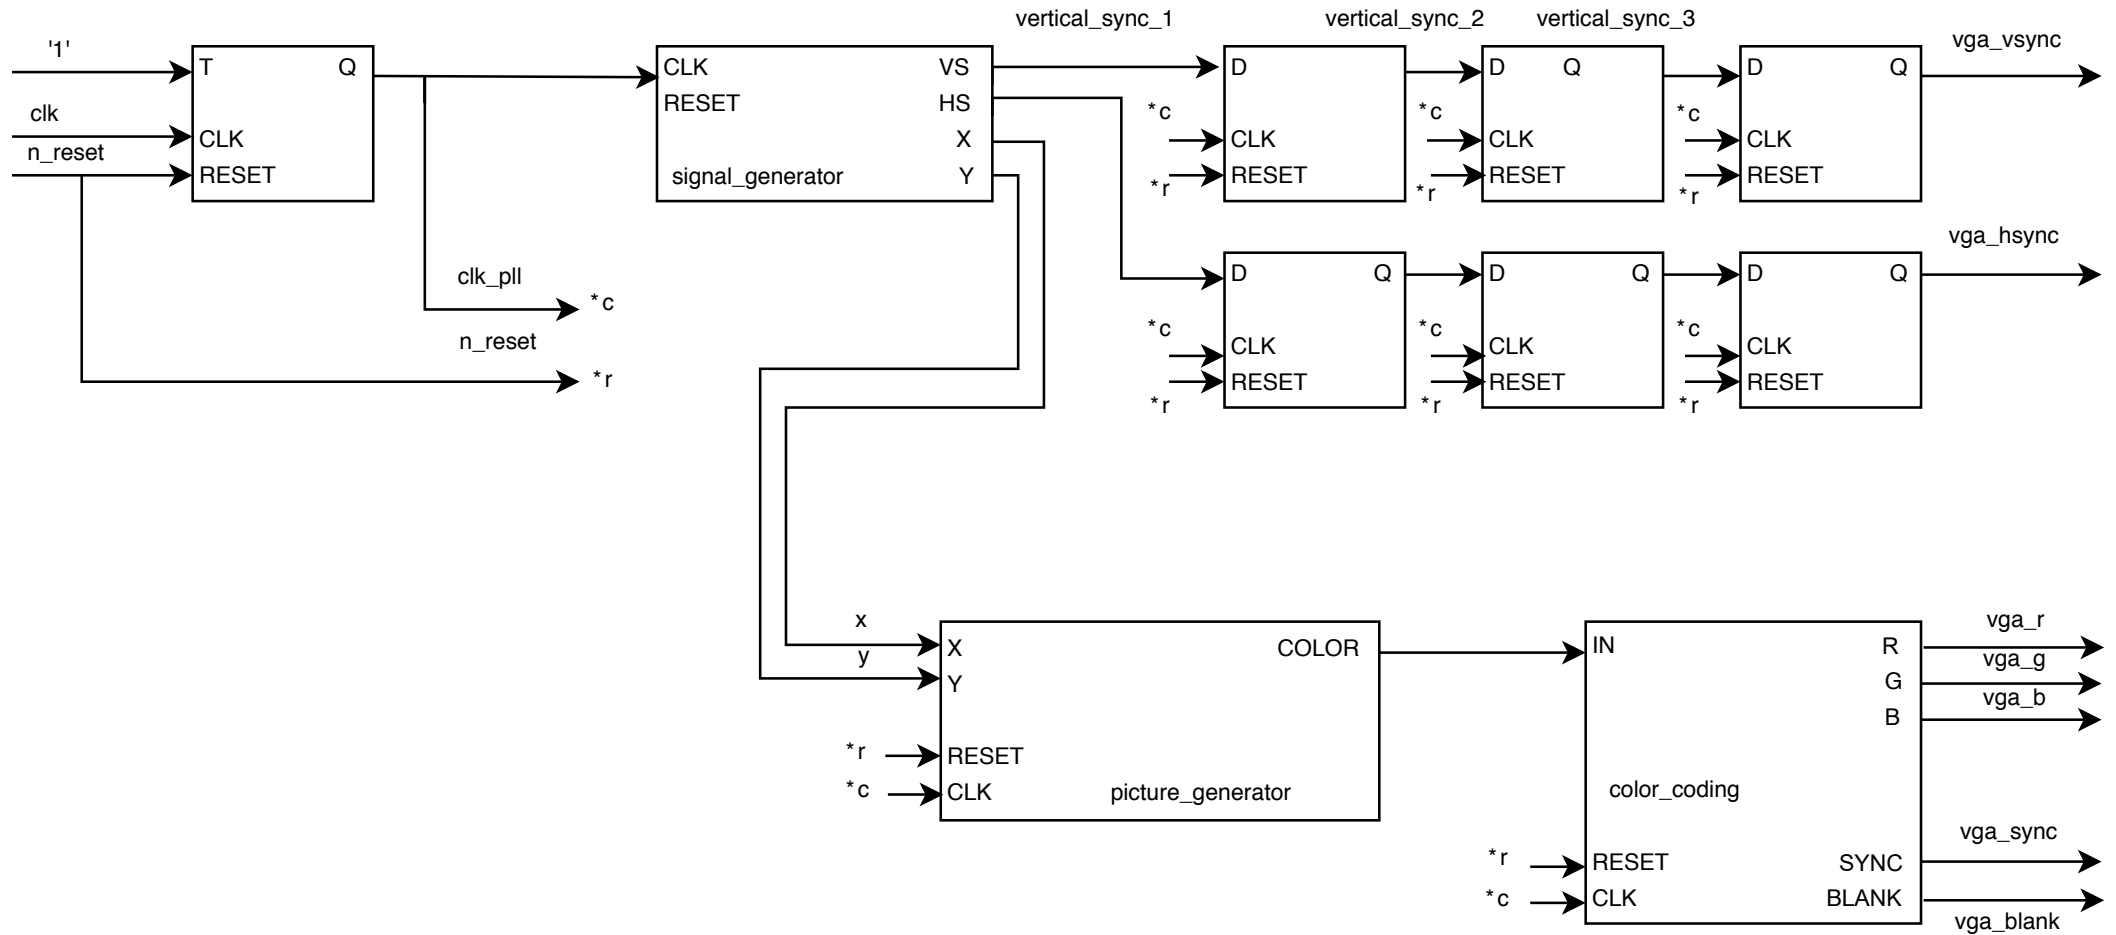 vertical_sync_1 vertical_sync_2 vertical_sync_3
'1' T Q
clk CLK
n_reset RESET
CLK VS
RESET HS
X
signal_generator Y
D
*c CLK
*r RESET
D Q
*c CLK
*r RESET
D Q vga_vsync
*c CLK
*r RESET
clk_pll *c
n_reset *r
D Q
*c CLK
*r RESET
D Q
*c CLK
*r RESET
D Q vga_hsync
*c CLK
*r RESET
x X COLOR
y Y
*r RESET
*c CLK picture_generator
IN R vga_r
G vga_g
B vga_b
color_coding
*r RESET SYNC vga_sync
*c CLK BLANK vga_blank